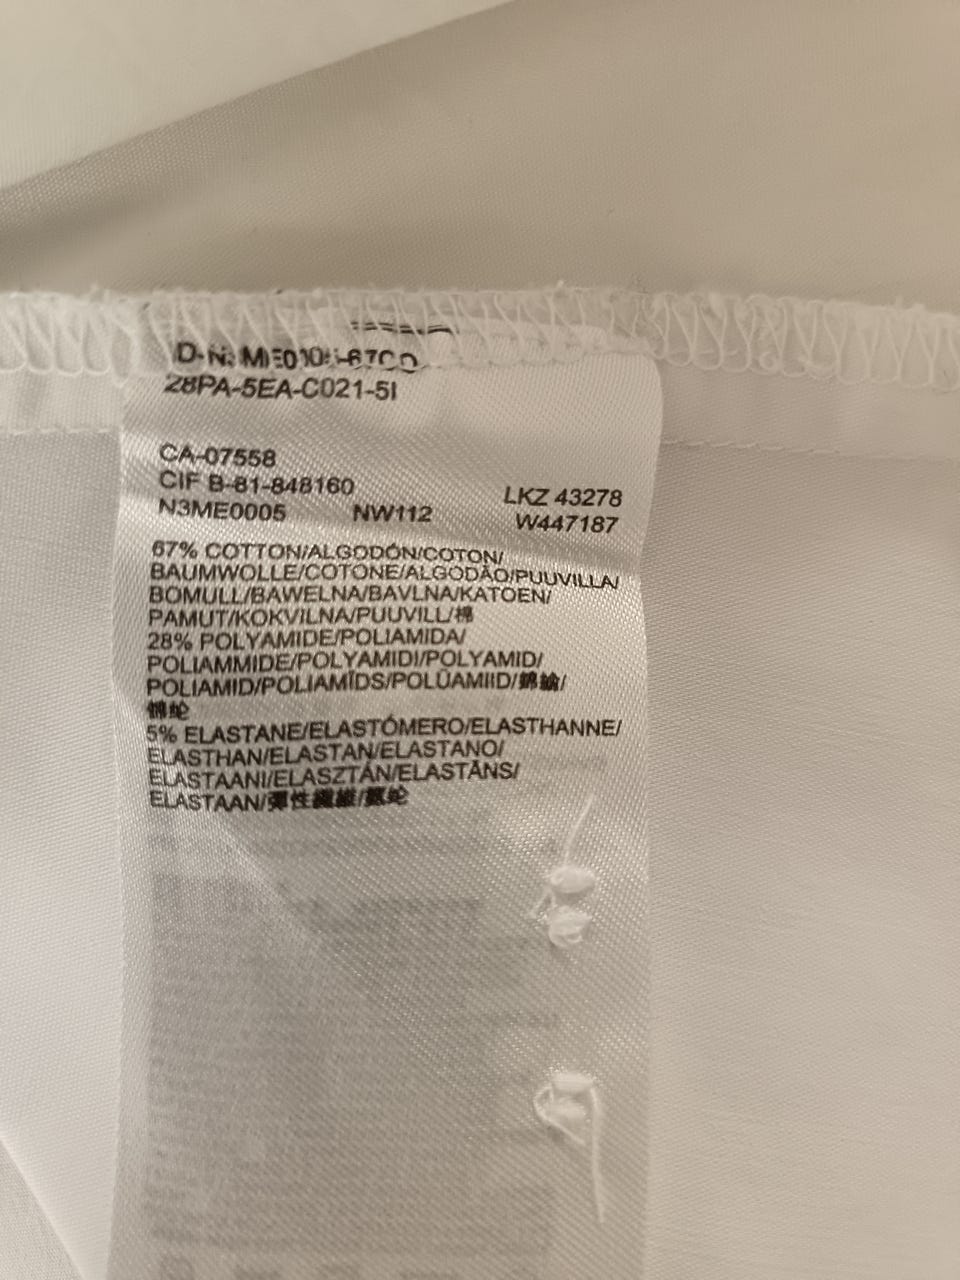 28PA-5EA-C021-5I
CA-07558
CIF B-81-848160
LKZ 43278
N3ME0005 NW112
W447187
67% COTTON/ALGODÓN/COTON/
BAUMWOLLE/COTONE/ALGODÃO/PUUVILLA/
BOMULL/BAWELNA/BAVLNA/KATOEN/
PAMUT/KOKVILNA/PUUVILL/棉
28% POLYAMIDE/POLIAMIDA/
POLIAMMIDE/POLYAMIDI/POLYAMID/
POLIAMID/POLIAMĪDS/POLÜAMIID/錦綸/
锦纶
5% ELASTANE/ELASTÓMERO/ELASTHANNE/
ELASTHAN/ELASTAN/ELASTANO/
ELASTAANI/ELASZTÁN/ELASTĀNS/
ELASTAAN/彈性纖維/氨纶